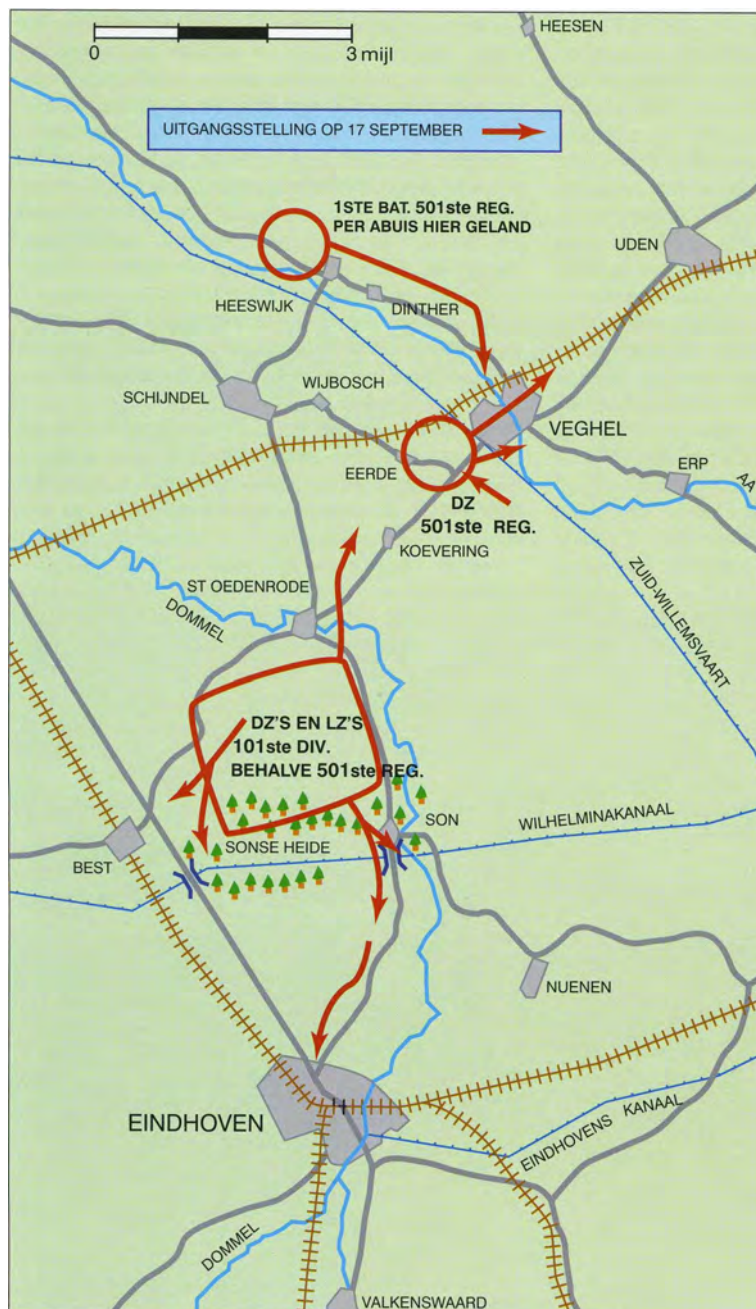 0
3 mijl
HEESEN
UITGANGSSTELLING OP 17 SEPTEMBER
1STE BAT. 501ste REG.
PER ABUIS HIER GELAND
UDEN
HEESWIJK
DINTHER
SCHIJNDEL
WIJBOSCH
VEGHEL
EERDE
ERP
AA
DZ
501ste REG.
KOEVERING
ST OEDENRODE
DOMMEL
ZUID-WILLEMSVAART
DZ'S EN LZ'S
101ste DIV.
BEHALVE 501ste REG.
SON
WILHELMINAKANAAL
BEST
SONSE HEIDE
NUENEN
EINDHOVEN
EINDHOVENS KANAAL
DOMMEL
VALKENSWAARD